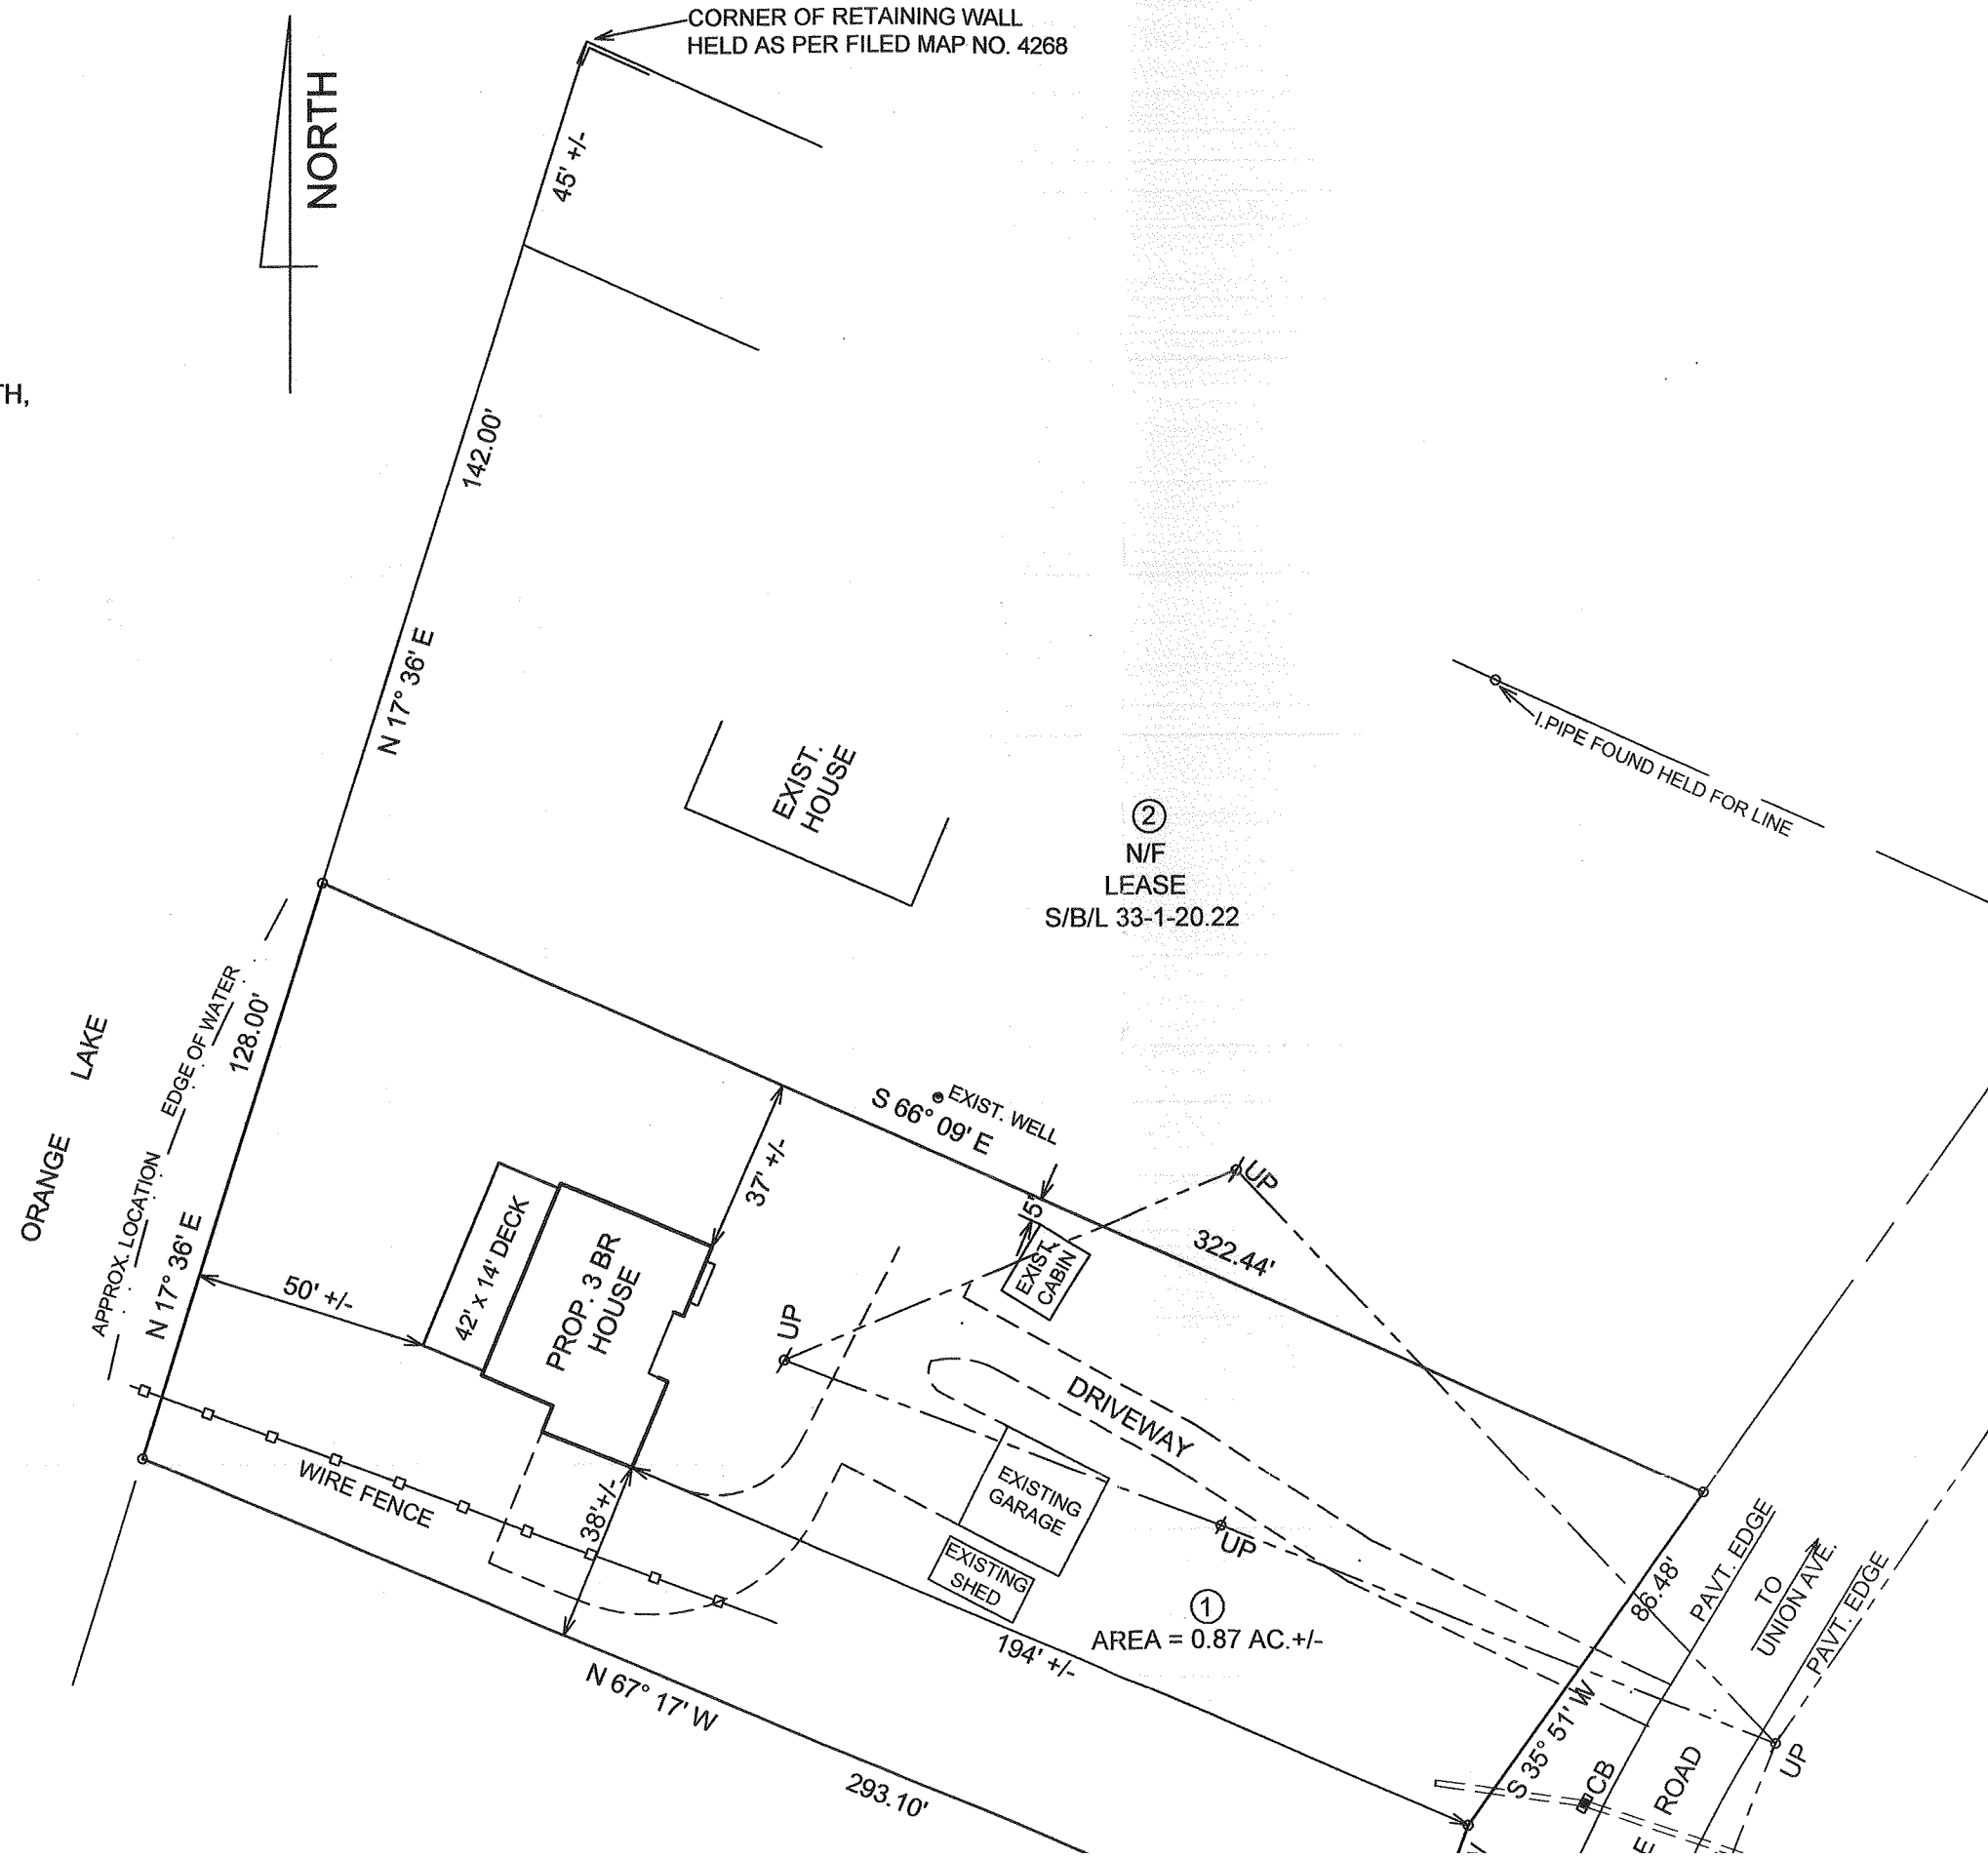 CORNER OF RETAINING WALL
HELD AS PER FILED MAP NO. 4268
NORTH
45' +/-
TH,
142.00'
N 17° 36' E
I.PIPE FOUND HELD FOR LINE
EXIST.
HOUSE
2
N/F
LEASE
S/B/L 33-1-20.22
ORANGE LAKE
APPROX. LOCATION EDGE OF WATER
128.00'
N 17° 36' E
S 66° 09' E
EXIST. WELL
37' +/-
UP
5'
322.44'
EXIST.
CABIN
42' x 14' DECK
PROP. 3 BR
HOUSE
50' +/-
UP
DRIVEWAY
WIRE FENCE
38'+/-
EXISTING
GARAGE
UP
EXISTING
SHED
1
AREA = 0.87 AC.+/-
194' +/-
86.48'
PAVT. EDGE
TO
UNION AVE.
PAVT. EDGE
N 67° 17' W
293.10'
S 35° 51' W
CB
ROAD
UP
E